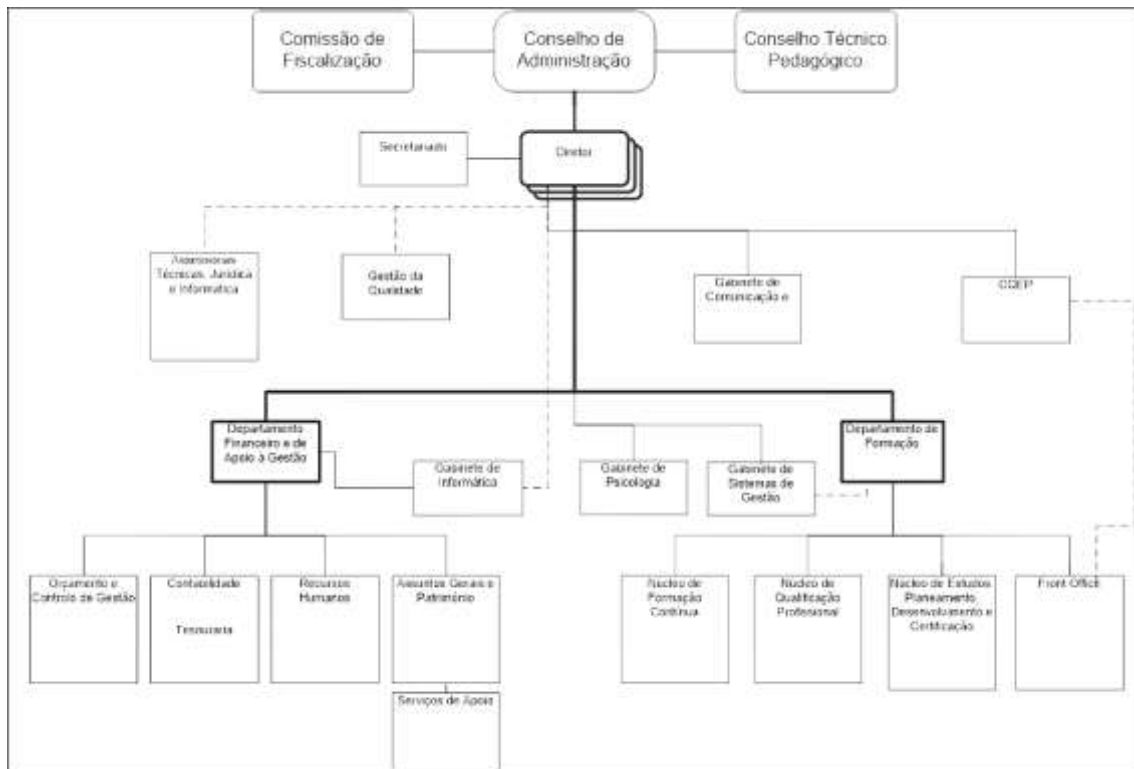 Comissão de
Fiscalização
Conselho de
Administração
Conselho Técnico
Pedagógico
Secretariado
Diretor
Técnicas, Jurídica
e Informática
Gestão da
Qualidade
Gabinete de
Comunicação e
CQEP
Departamento
Financeiro e de
Apoio à Gestão
Departamento de
Formação
Gabinete de
Informática
Gabinete de
Psicologia
Gabinete de
Sistemas de
Gestão
Orçamento e
Controlo de Gestão
Contabilidade
Tesouraria
Recursos
Humanos
Assuntos Gerais e
Património
Serviços de Apoio
Núcleo de
Formação
Contínua
Núcleo de
Qualificação
Profissional
Núcleo de Estudos
Planeamento
Desenvolvimento e
Certificação
Front Office